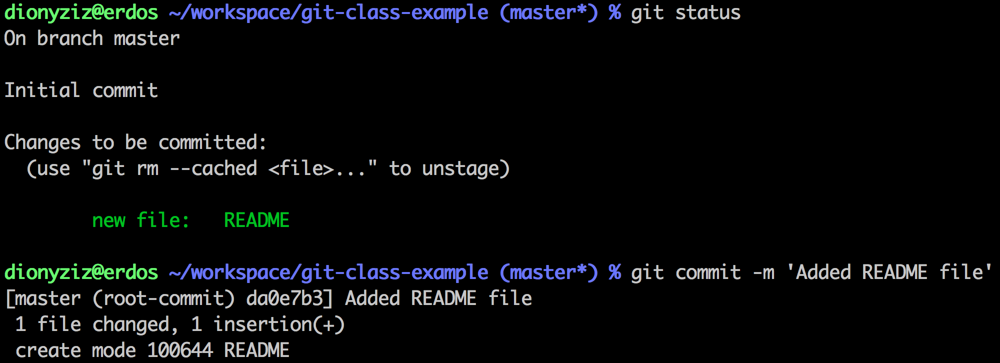 dionyziz@erdos ~/workspace/git-class-example (master*) % git status
On branch master
Initial commit
Changes to be committed:
  (use "git rm --cached <file>..." to unstage)
        new file:   README
dionyziz@erdos ~/workspace/git-class-example (master*) % git commit -m 'Added README file'
[master (root-commit) da0e7b3] Added README file
 1 file changed, 1 insertion(+)
 create mode 100644 README